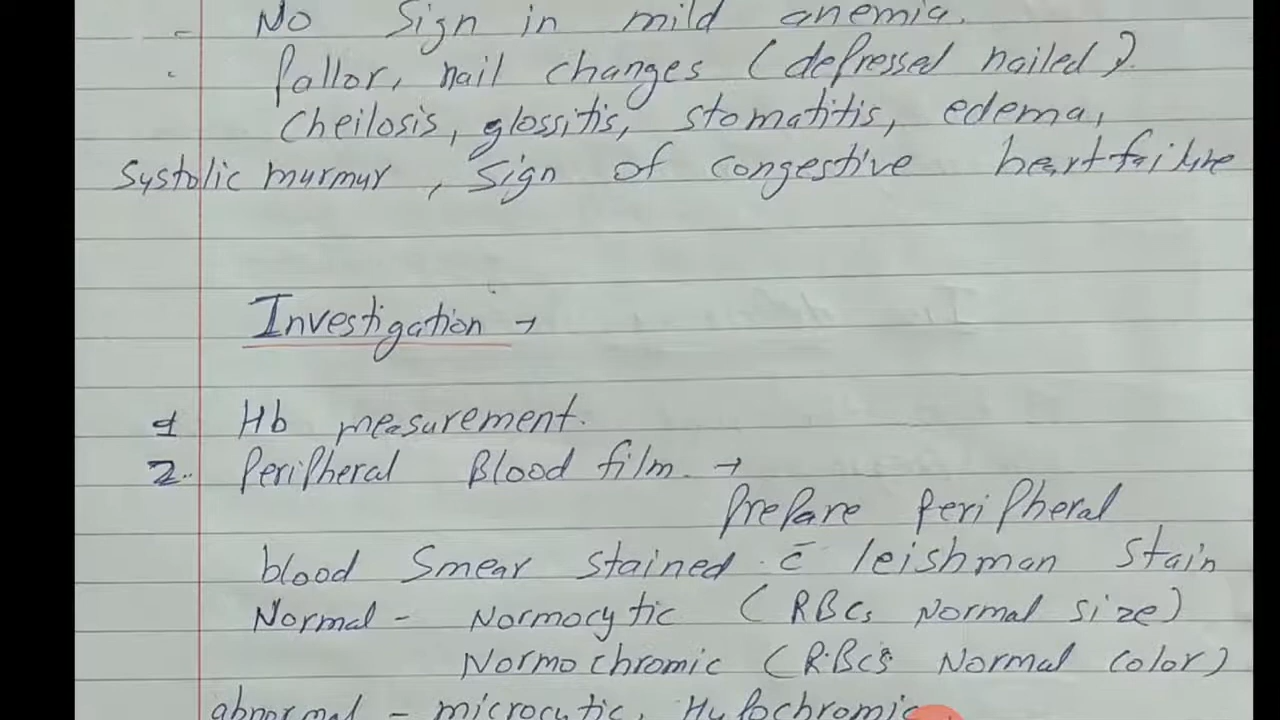 - No Sign in mild anemia.
- Pallor, nail changes (depressed nailed).
Cheilosis, glossitis, stomatitis, edema,
Systolic murmur, Sign of congestive heart failure
Investigation →
1 Hb measurement.
2.. Peripheral Blood film. →
Prepare Peripheral
blood Smear stained c̄ leishman Stain
Normal - Normocytic (RBCs Normal size)
Normochromic (R.BCs Normal Color)
abnormal - microcytic, Hypochromic